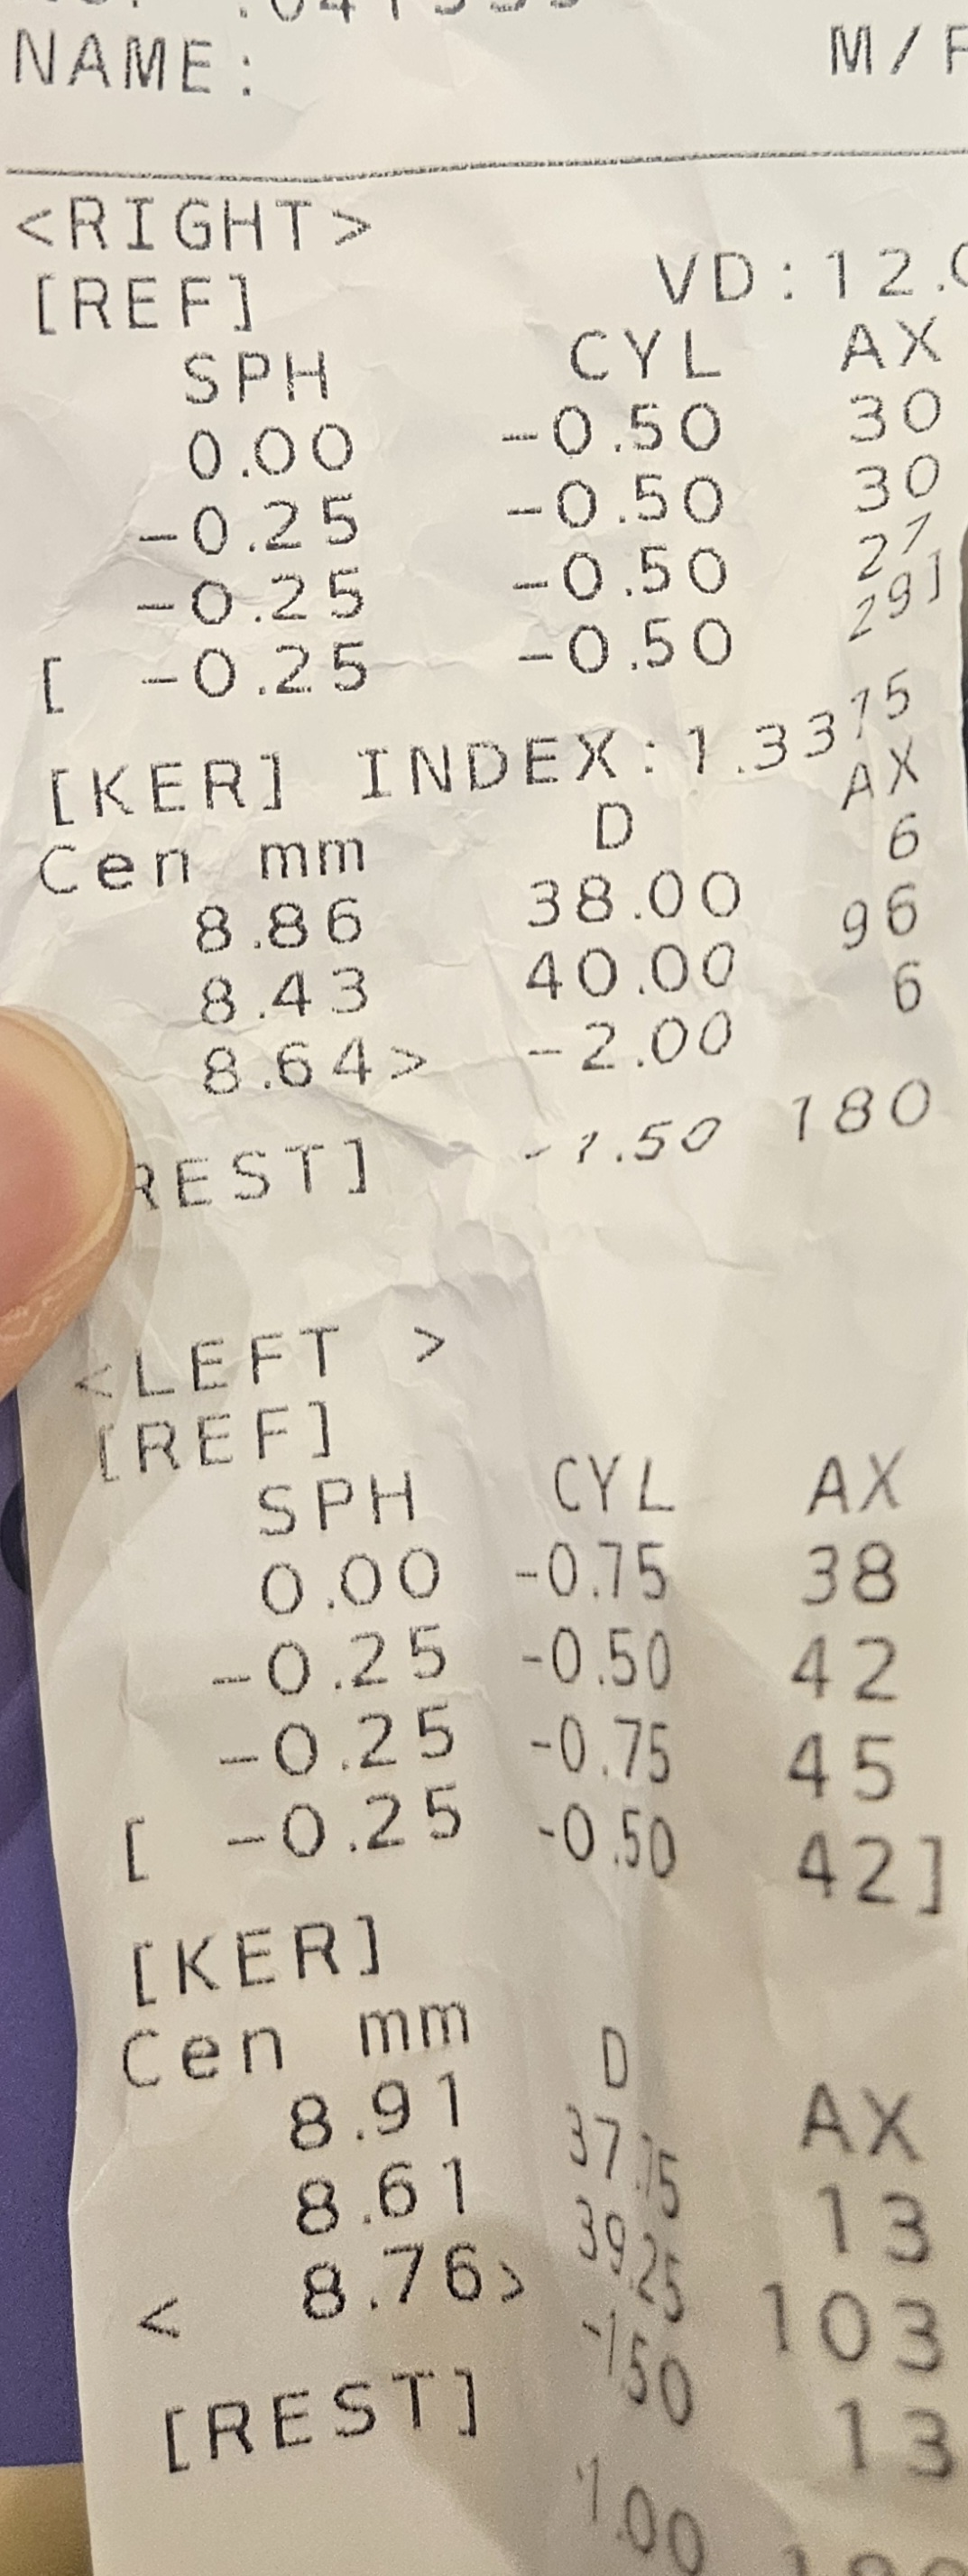 NAME: M/F
<RIGHT>
[REF] VD:12.0
SPH CYL AX
0.00 -0.50 30
-0.25 -0.50 30
-0.25 -0.50 27
[ -0.25 -0.50 29]
[KER] INDEX:1.3375
Cen mm D AX
8.86 38.00 6
8.43 40.00 96
8.64> -2.00 6
REST] -1.50 180
<LEFT >
[REF]
SPH CYL AX
0.00 -0.75 38
-0.25 -0.50 42
-0.25 -0.75 45
[ -0.25 -0.50 42]
[KER]
Cen mm D AX
8.91 37.75 13
8.61 39.25 103
< 8.76> -1.50 13
[REST] 1.00